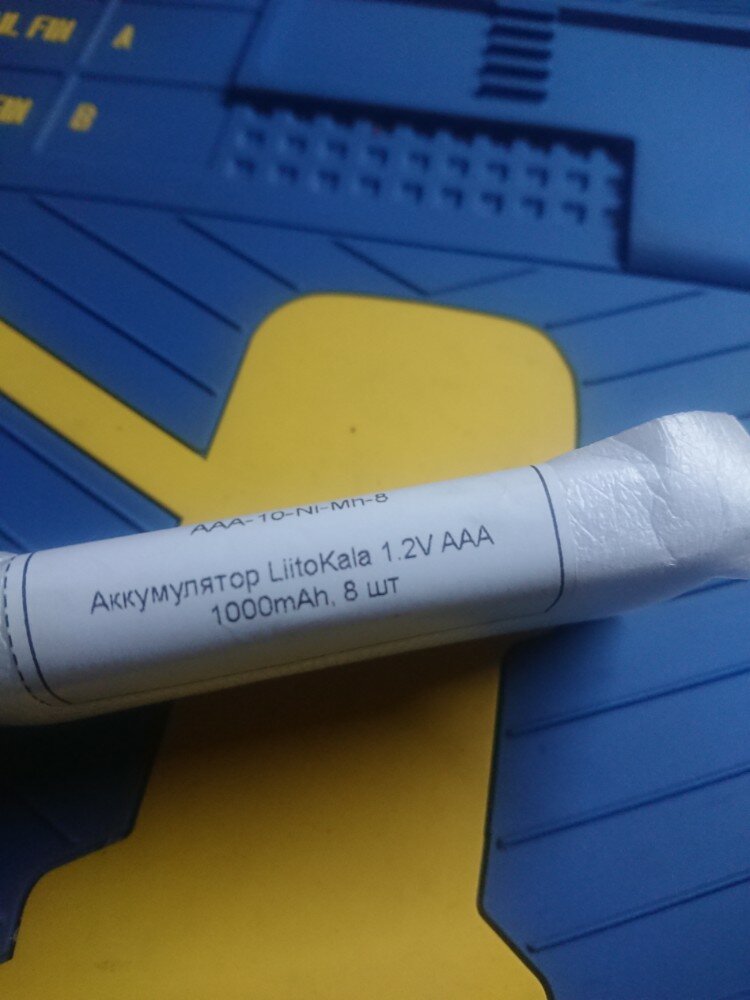 A
B
AAA-10-Ni-Mh-8
Аккумулятор LiitoKala 1.2V AAA
1000mAh, 8 шт